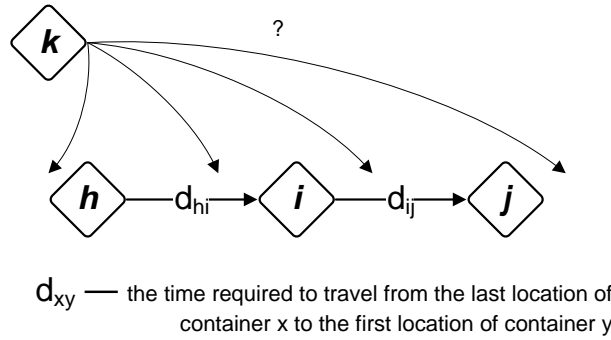 ?
k
h d_hi i d_ij j
d_xy — the time required to travel from the last location of
container x to the first location of container y